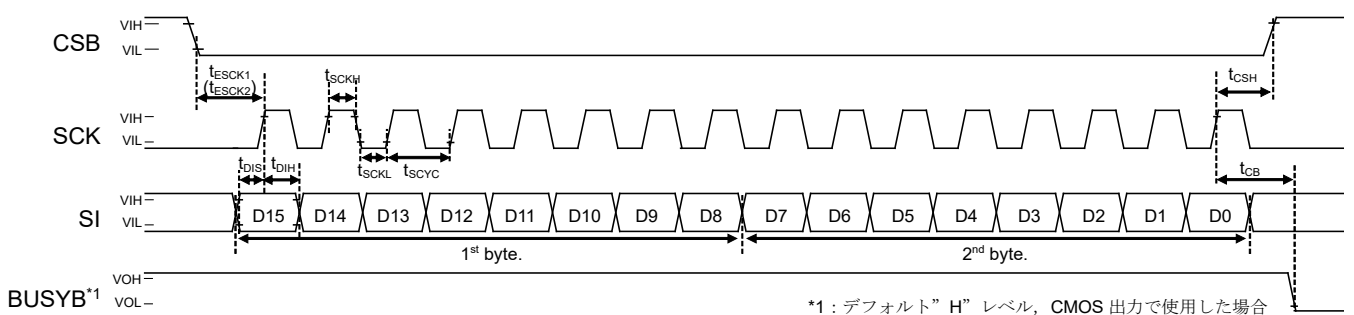 CSB
VIH
VIL
tESCK1
(tESCK2)
tSCKH
tCSH
SCK
VIH
VIL
tDIS
tDIH
tSCKL
tSCYC
tCB
SI
VIH
VIL
D15 D14 D13 D12 D11 D10 D9 D8 D7 D6 D5 D4 D3 D2 D1 D0
1st byte. 2nd byte.
BUSYB*1
VOH
VOL
*1 : デフォルト” H” レベル, CMOS 出力で使用した場合